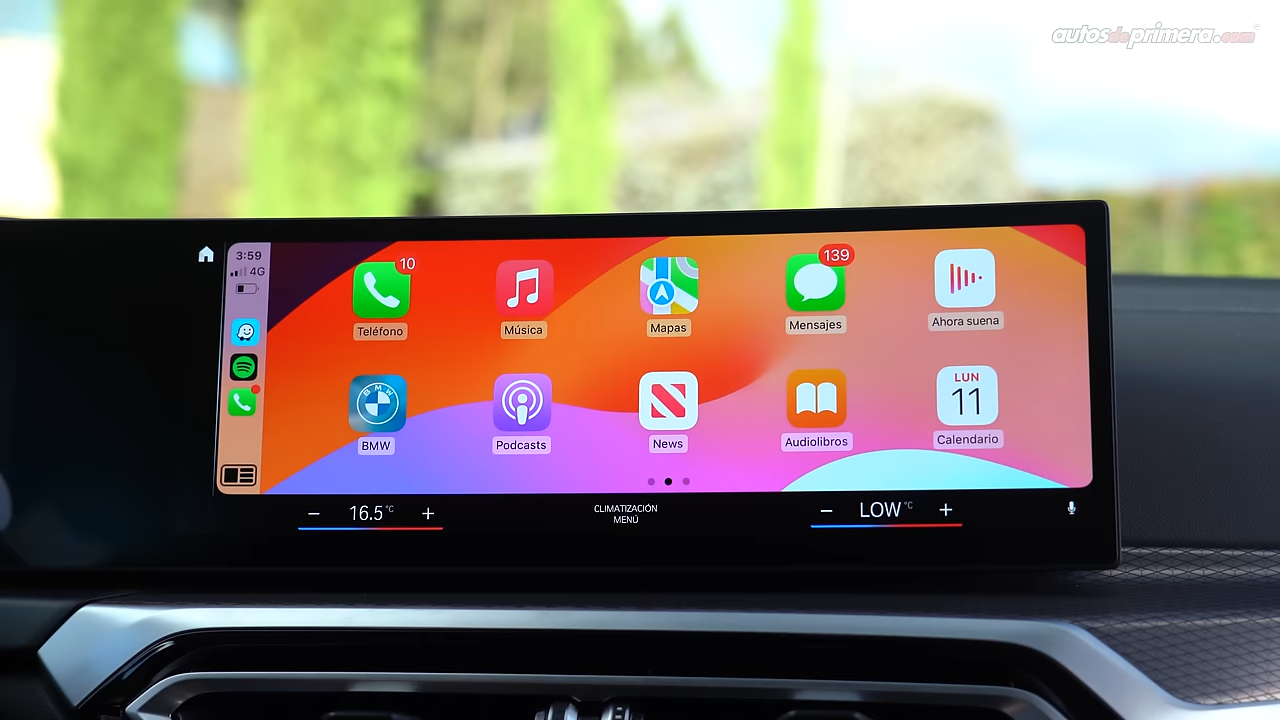 autosdeprimera.com
3:59
4G
10
Teléfono
Música
Mapas
139
Mensajes
Ahora suena
BMW
BMW
Podcasts
News
Audiolibros
LUN
11
Calendario
16.5 °C
CLIMATIZACIÓN
MENÚ
LOW °C